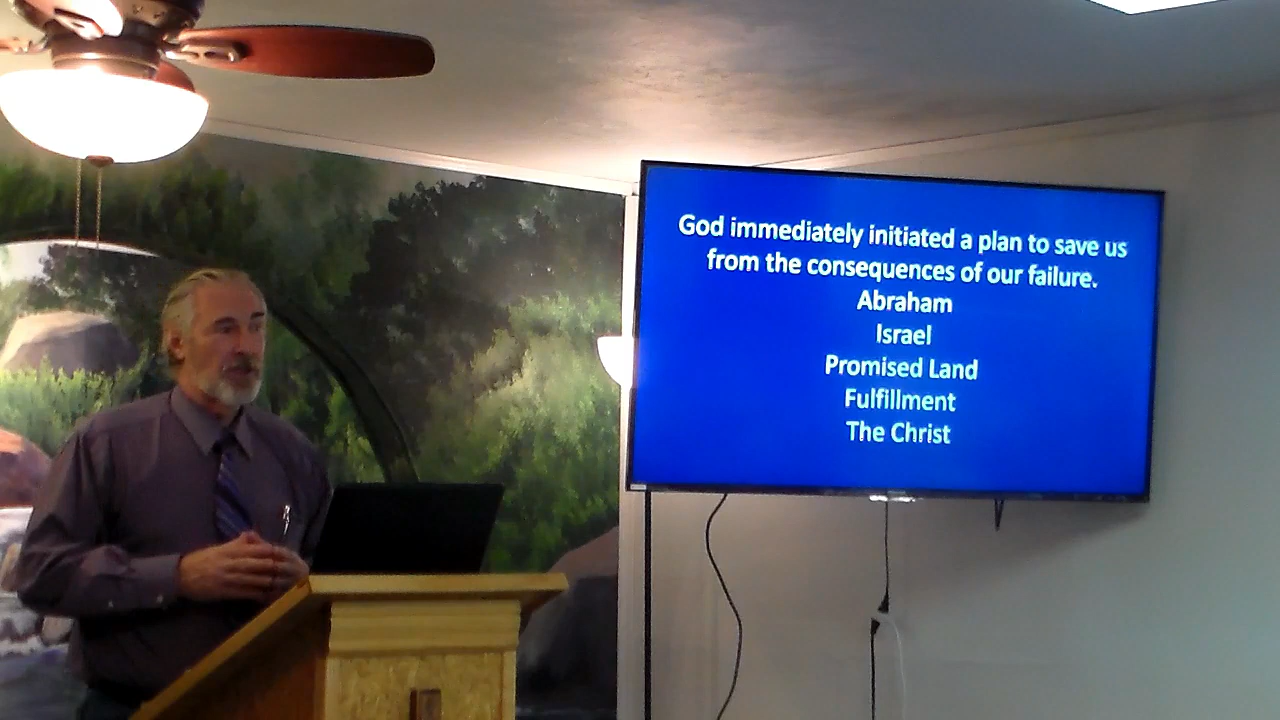 God immediately initiated a plan to save us
from the consequences of our failure.
Abraham
Israel
Promised Land
Fulfillment
The Christ